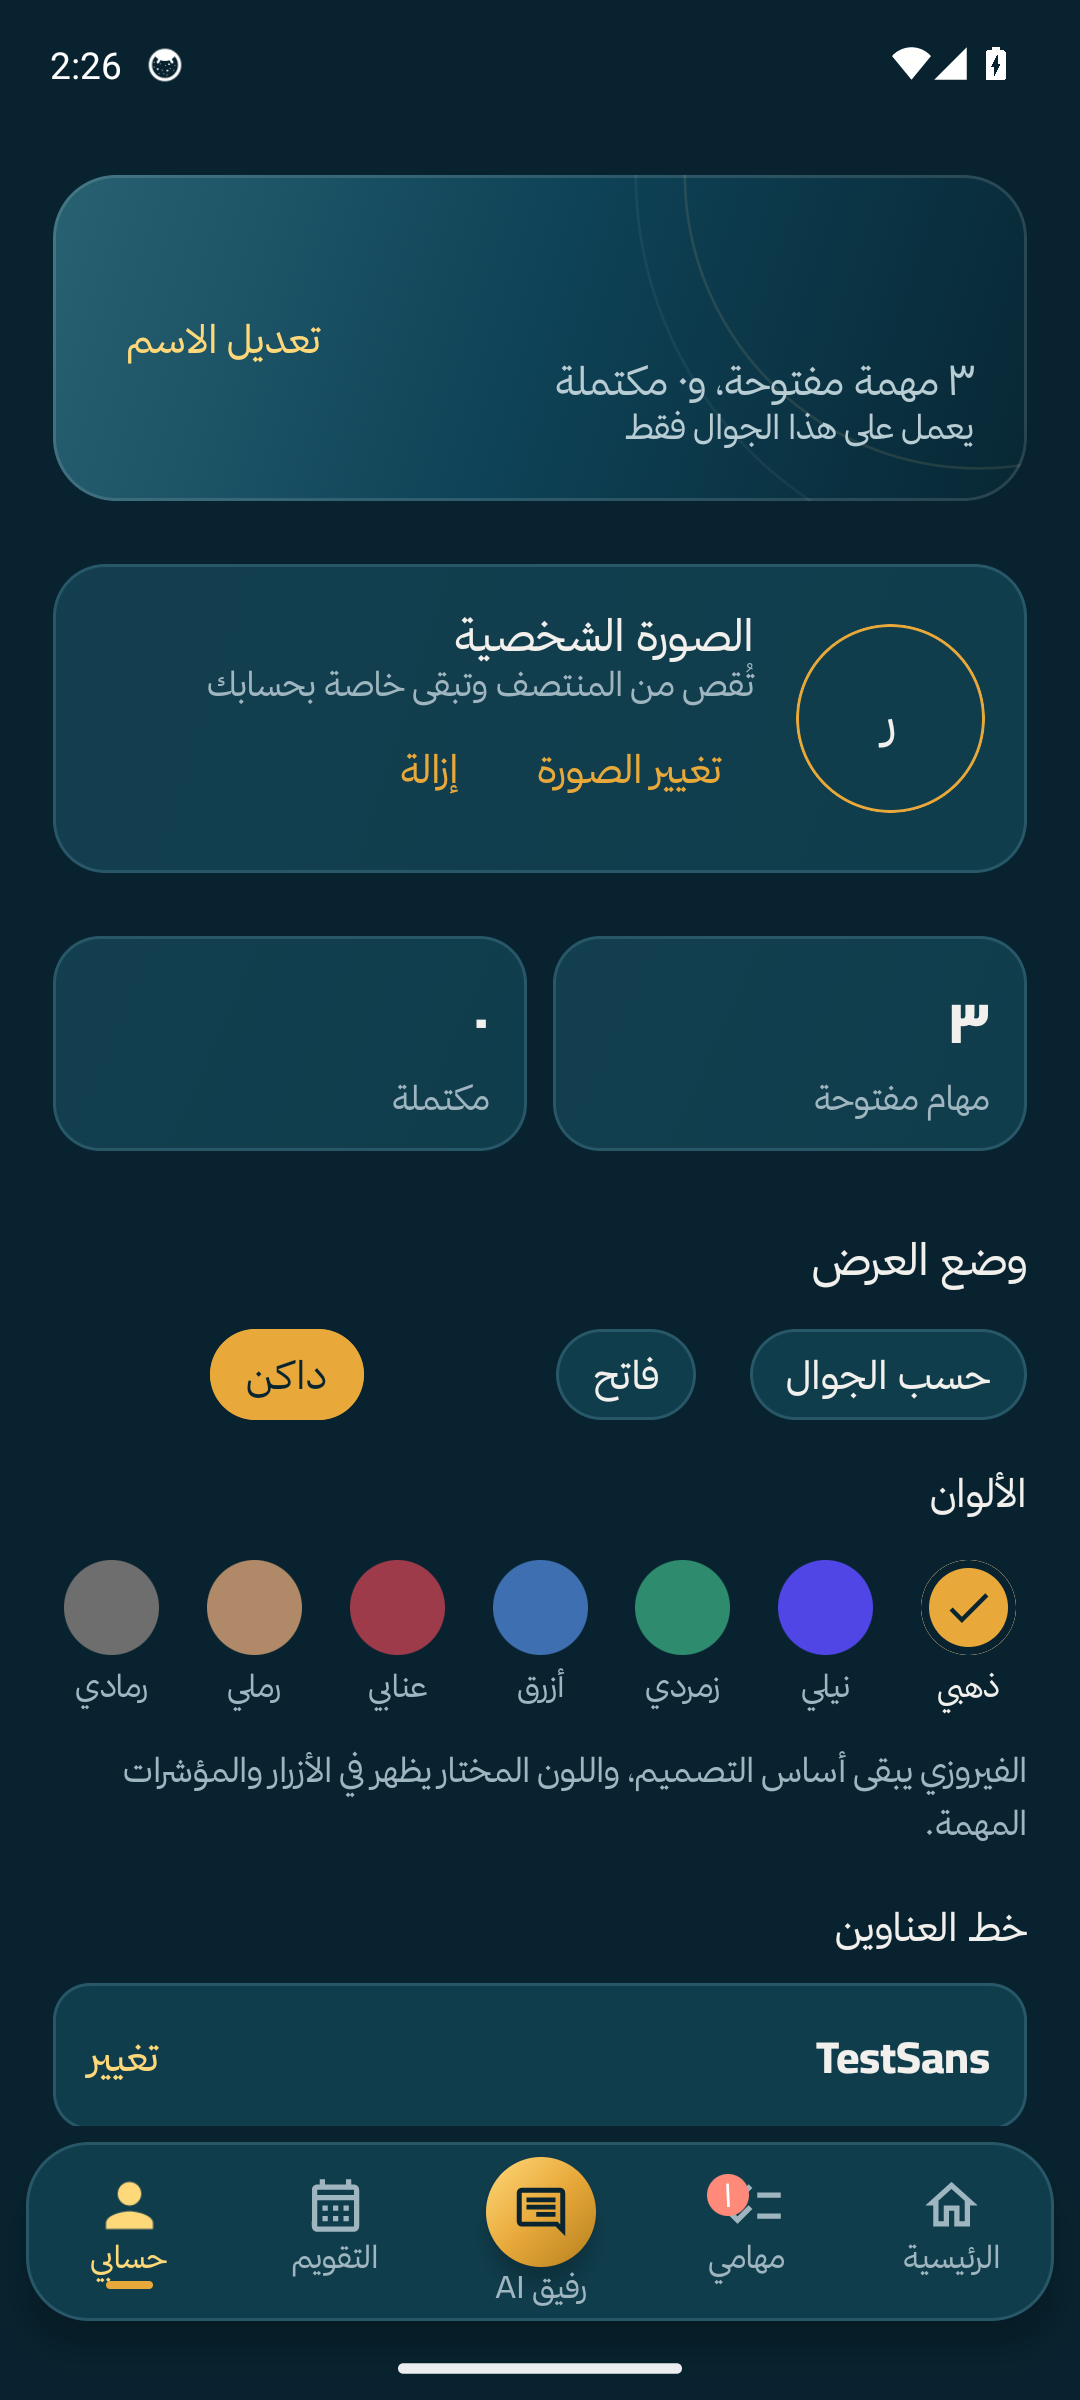 2:26
تعديل الاسم
٣ مهمة مفتوحة، و٠ مكتملة
يعمل على هذا الجوال فقط
الصورة الشخصية
تُقص من المنتصف وتبقى خاصة بحسابك
تغيير الصورة
إزالة
ر
٣
مهام مفتوحة
٠
مكتملة
وضع العرض
حسب الجوال
فاتح
داكن
الألوان
ذهبي
نيلي
زمردي
أزرق
عنابي
رملي
رمادي
الفيروزي يبقى أساس التصميم، واللون المختار يظهر في الأزرار والمؤشرات
المهمة.
خط العناوين
TestSans
تغيير
الرئيسية
١
مهامي
رفيق AI
التقويم
حسابي